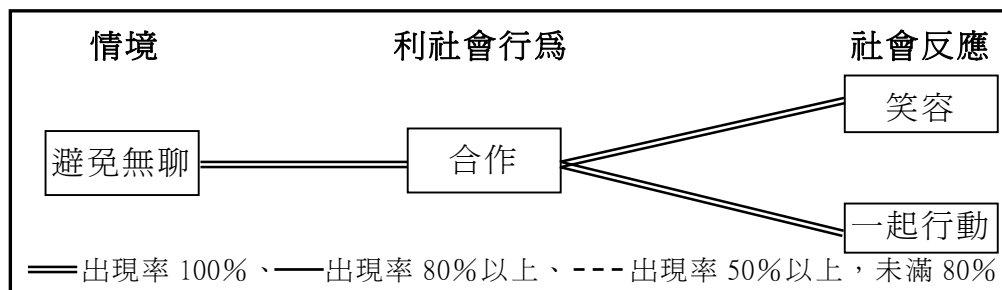 情境 利社會行為 社會反應
笑容
避免無聊 合作
一起行動
出現率 100%、 出現率 80%以上、 出現率 50%以上，未滿 80%